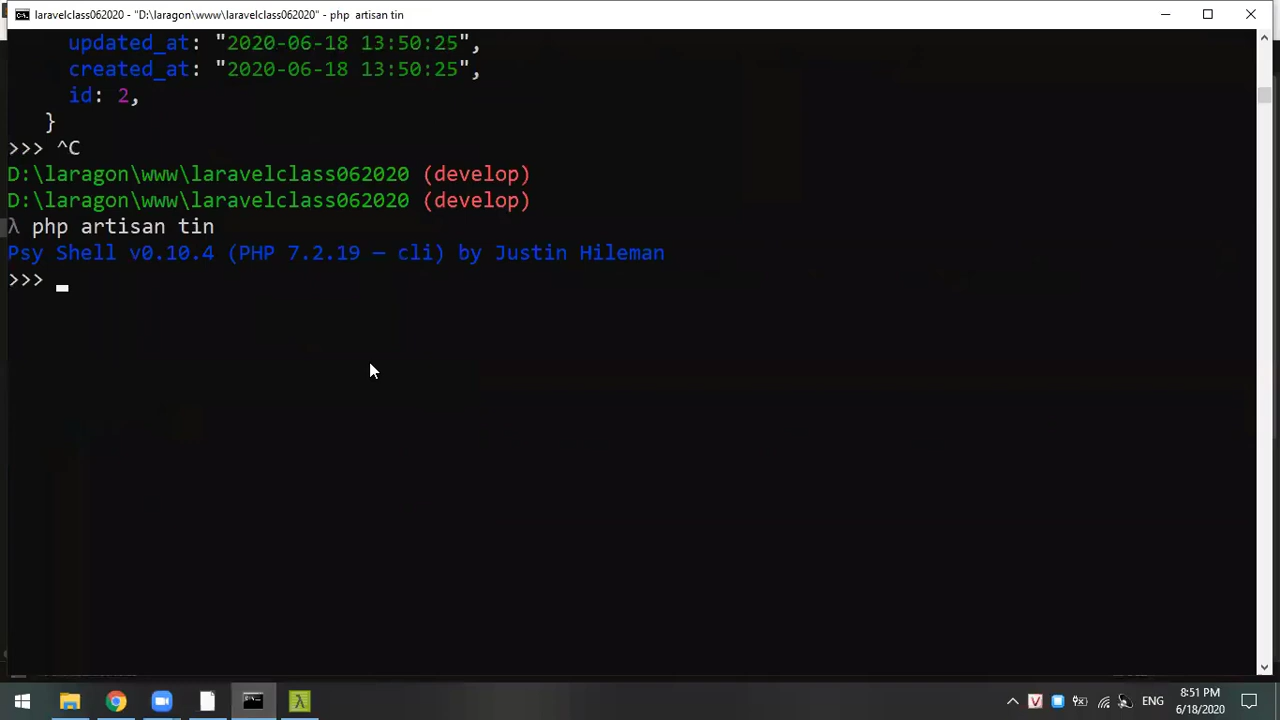 laravelclass062020 - "D:\laragon\www\laravelclass062020" - php  artisan tin
updated_at: "2020-06-18 13:50:25",
created_at: "2020-06-18 13:50:25",
id: 2,
}
>>> ^C
D:\laragon\www\laravelclass062020 (develop)
D:\laragon\www\laravelclass062020 (develop)
λ php artisan tin
Psy Shell v0.10.4 (PHP 7.2.19 — cli) by Justin Hileman
>>>
ENG
8:51 PM
6/18/2020